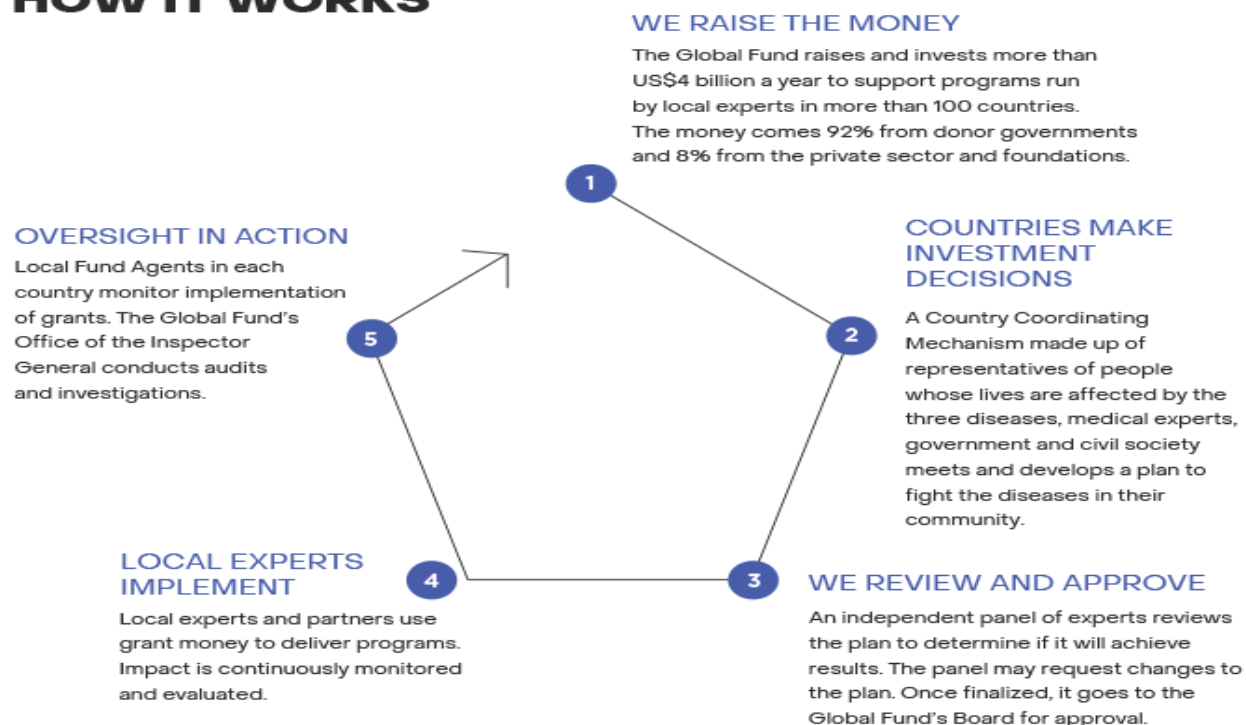 HOW IT WORKS
WE RAISE THE MONEY
The Global Fund raises and invests more than
US$4 billion a year to support programs run
by local experts in more than 100 countries.
The money comes 92% from donor governments
and 8% from the private sector and foundations.
1
COUNTRIES MAKE
INVESTMENT
DECISIONS
2
A Country Coordinating
Mechanism made up of
representatives of people
whose lives are affected by the
three diseases, medical experts,
government and civil society
meets and develops a plan to
fight the diseases in their
community.
3
WE REVIEW AND APPROVE
An independent panel of experts reviews
the plan to determine if it will achieve
results. The panel may request changes to
the plan. Once finalized, it goes to the
Global Fund's Board for approval.
LOCAL EXPERTS
IMPLEMENT
4
Local experts and partners use
grant money to deliver programs.
Impact is continuously monitored
and evaluated.
OVERSIGHT IN ACTION
Local Fund Agents in each
country monitor implementation
of grants. The Global Fund's
Office of the Inspector
General conducts audits
and investigations.
5